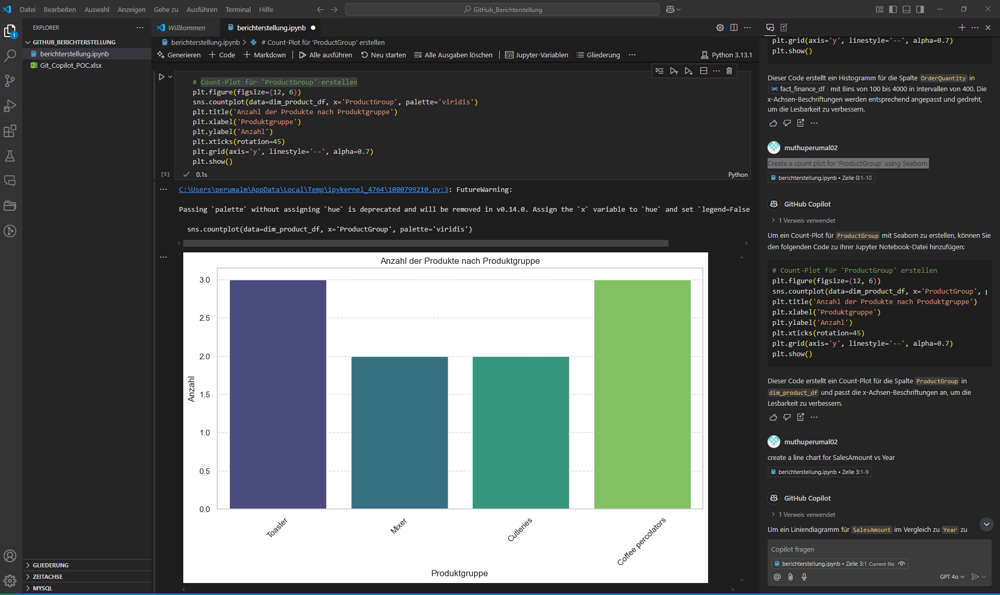 Datei Bearbeiten Auswahl Anzeigen Gehe zu Ausführen Terminal Hilfe
GitHub_Berichterstellung
EXPLORER
GITHUB_BERICHTERSTELLUNG
berichterstellung.ipynb
Git_Copilot_POC.xlsx
GLIEDERUNG
ZEITACHSE
MYSQL
1
Willkommen
berichterstellung.ipynb
berichterstellung.ipynb > # Count-Plot für 'ProductGroup' erstellen
Generieren + Code + Markdown | Alle ausführen Neu starten Alle Ausgaben löschen | Jupyter-Variablen Gliederung ... Python 3.13.1
# Count-Plot für 'ProductGroup' erstellen
plt.figure(figsize=(12, 6))
sns.countplot(data=dim_product_df, x='ProductGroup', palette='viridis')
plt.title('Anzahl der Produkte nach Produktgruppe')
plt.xlabel('Produktgruppe')
plt.ylabel('Anzahl')
plt.xticks(rotation=45)
plt.grid(axis='y', linestyle='--', alpha=0.7)
plt.show()
[5] 0.1s Python
C:\Users\perumalm\AppData\Local\Temp\ipykernel_4764\1080799210.py:3: FutureWarning:
Passing `palette` without assigning `hue` is deprecated and will be removed in v0.14.0. Assign the `x` variable to `hue` and set `legend=False`
sns.countplot(data=dim_product_df, x='ProductGroup', palette='viridis')
Anzahl der Produkte nach Produktgruppe
3.0
2.5
2.0
1.5
1.0
0.5
0.0
Anzahl
Toaster
Mixer
Cutleries
Coffee percolators
Produktgruppe
plt.grid(axis='y', linestyle='--', alpha=0.7)
plt.show()
Dieser Code erstellt ein Histogramm für die Spalte OrderQuantity in
fact_finance_df mit Bins von 100 bis 4000 in Intervallen von 400. Die
x-Achsen-Beschriftungen werden entsprechend angepasst und gedreht,
um die Lesbarkeit zu verbessern.
muthuperumal02
Create a count plot for 'ProductGroup' using Seaborn.
berichterstellung.ipynb • Zelle 0:1-10
GitHub Copilot
1 Verweis verwendet
Um ein Count-Plot für ProductGroup mit Seaborn zu erstellen, können Sie
den folgenden Code zu Ihrer Jupyter Notebook-Datei hinzufügen:
# Count-Plot für 'ProductGroup' erstellen
plt.figure(figsize=(12, 6))
sns.countplot(data=dim_product_df, x='ProductGroup',
plt.title('Anzahl der Produkte nach Produktgruppe')
plt.xlabel('Produktgruppe')
plt.ylabel('Anzahl')
plt.xticks(rotation=45)
plt.grid(axis='y', linestyle='--', alpha=0.7)
plt.show()
Dieser Code erstellt ein Count-Plot für die Spalte ProductGroup in
dim_product_df und passt die x-Achsen-Beschriftungen an, um die
Lesbarkeit zu verbessern.
muthuperumal02
create a line chart for SalesAmount vs Year
berichterstellung.ipynb • Zelle 3:1-9
GitHub Copilot
1 Verweis verwendet
Um ein Liniendiagramm für SalesAmount im Vergleich zu Year zu
Copilot fragen
berichterstellung.ipynb • Zelle 3:1 Current file
GPT 4o